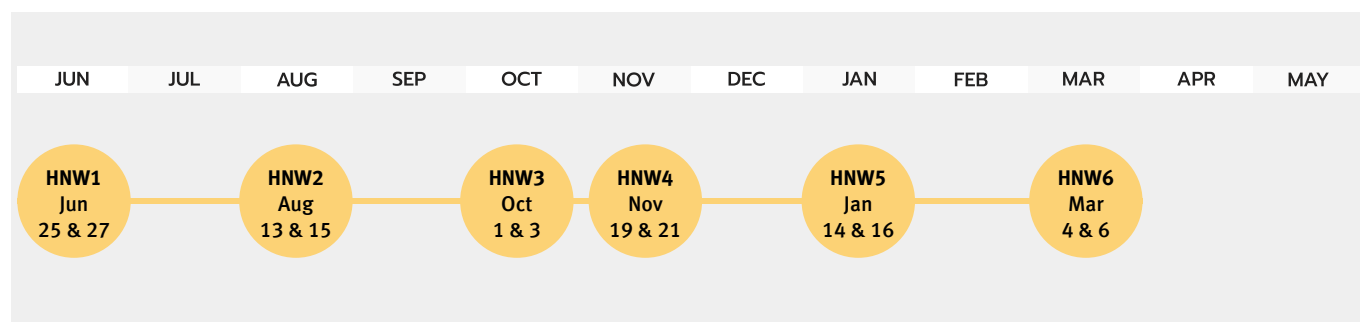 JUN JUL AUG SEP OCT NOV DEC JAN FEB MAR APR MAY
HNW1
Jun
25 & 27
HNW2
Aug
13 & 15
HNW3
Oct
1 & 3
HNW4
Nov
19 & 21
HNW5
Jan
14 & 16
HNW6
Mar
4 & 6